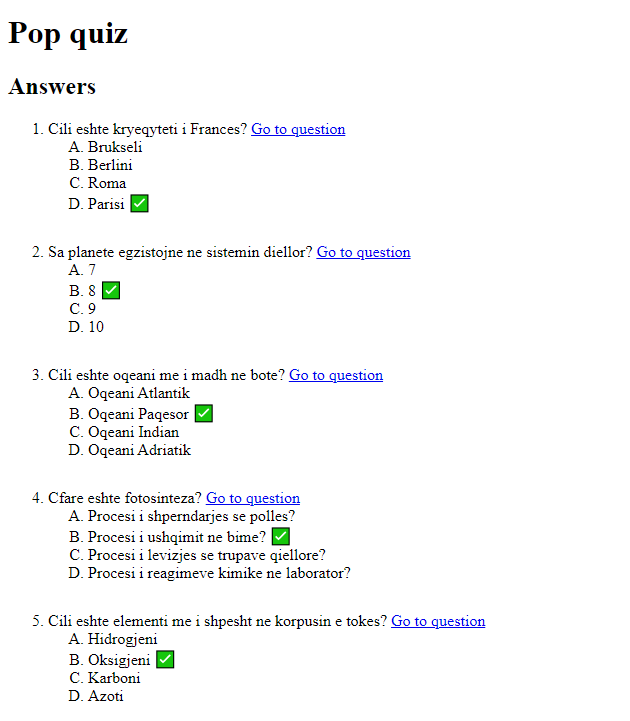 Pop quiz
Answers
1. Cili eshte kryeqyteti i Frances? Go to question
A. Brukseli
B. Berlini
C. Roma
D. Parisi ✅
2. Sa planete egzistojne ne sistemin diellor? Go to question
A. 7
B. 8 ✅
C. 9
D. 10
3. Cili eshte oqeani me i madh ne bote? Go to question
A. Oqeani Atlantik
B. Oqeani Paqesor ✅
C. Oqeani Indian
D. Oqeani Adriatik
4. Cfare eshte fotosinteza? Go to question
A. Procesi i shperndarjes se polles?
B. Procesi i ushqimit ne bime? ✅
C. Procesi i levizjes se trupave qiellore?
D. Procesi i reagimeve kimike ne laborator?
5. Cili eshte elementi me i shpesht ne korpusin e tokes? Go to question
A. Hidrogjeni
B. Oksigjeni ✅
C. Karboni
D. Azoti